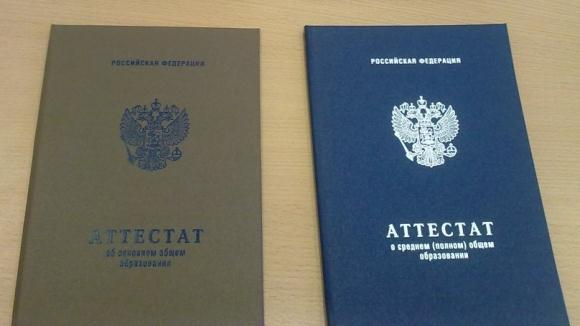 РОССИЙСКАЯ ФЕДЕРАЦИЯ
АТТЕСТАТ
об основном общем
образовании
РОССИЙСКАЯ ФЕДЕРАЦИЯ
АТТЕСТАТ
о среднем (полном) общем
образовании